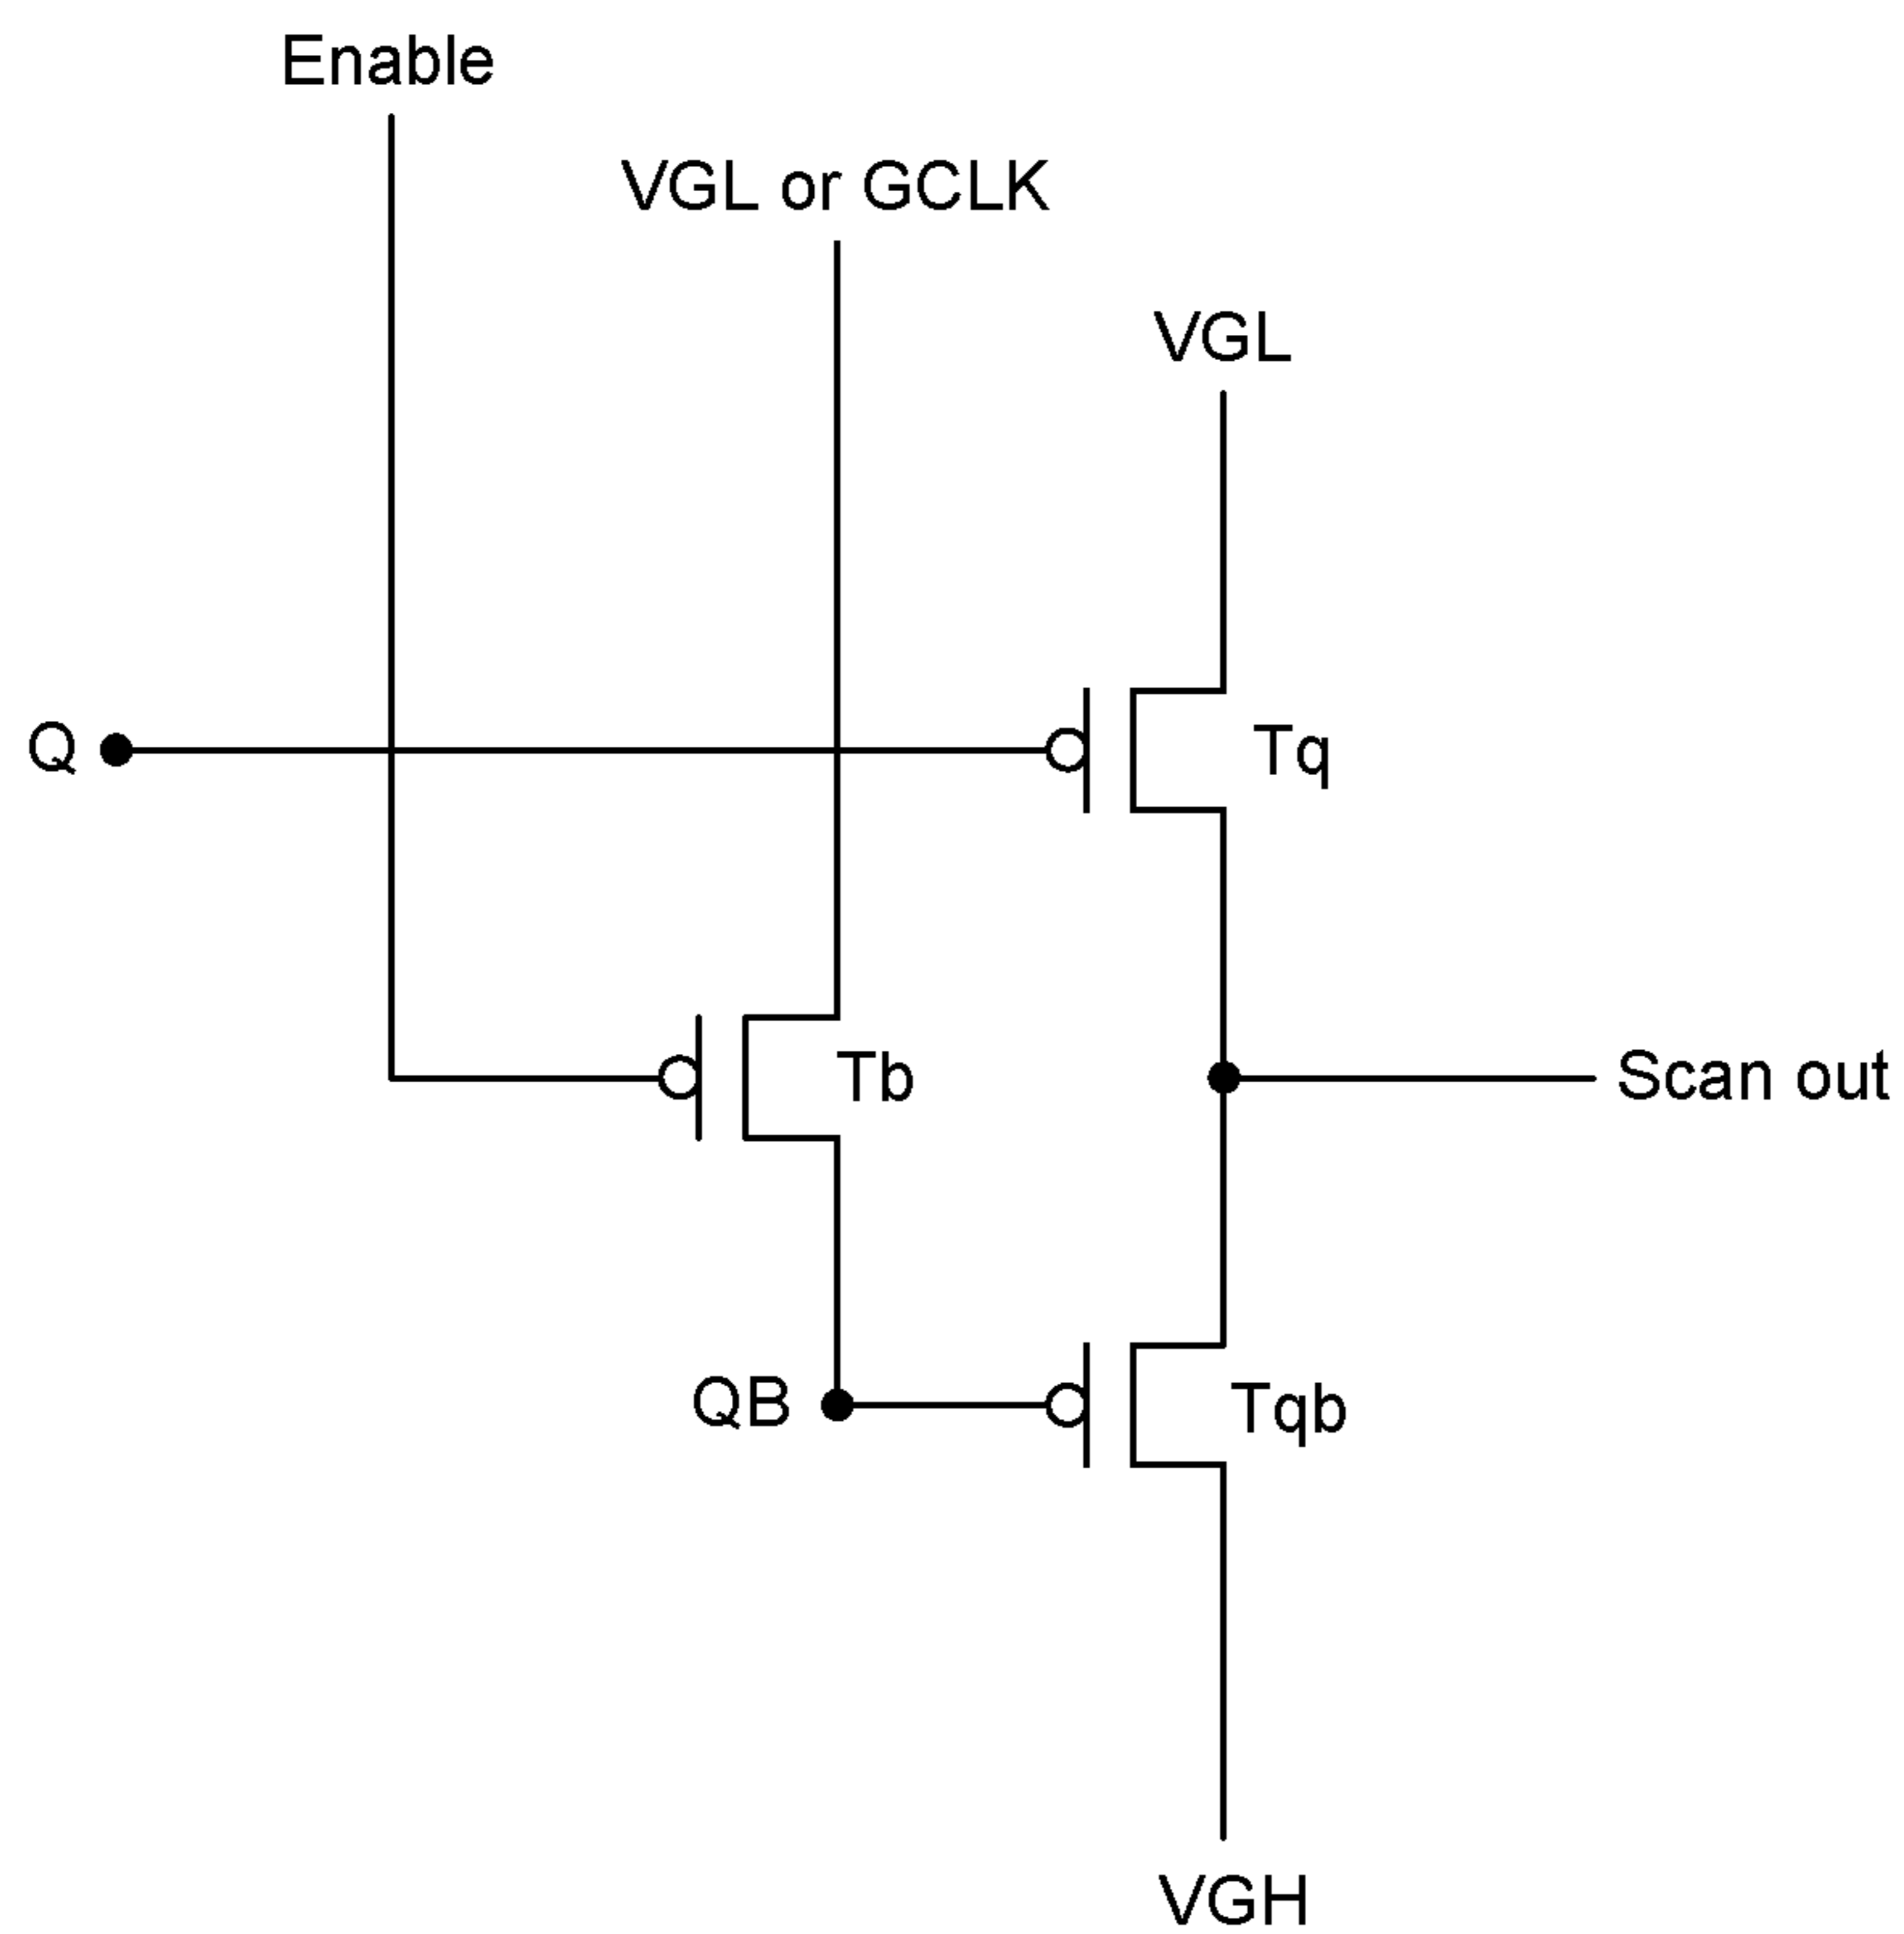 Enable
VGL or GCLK
VGL
Q
Tq
Tb
Scan out
QB
Tqb
VGH